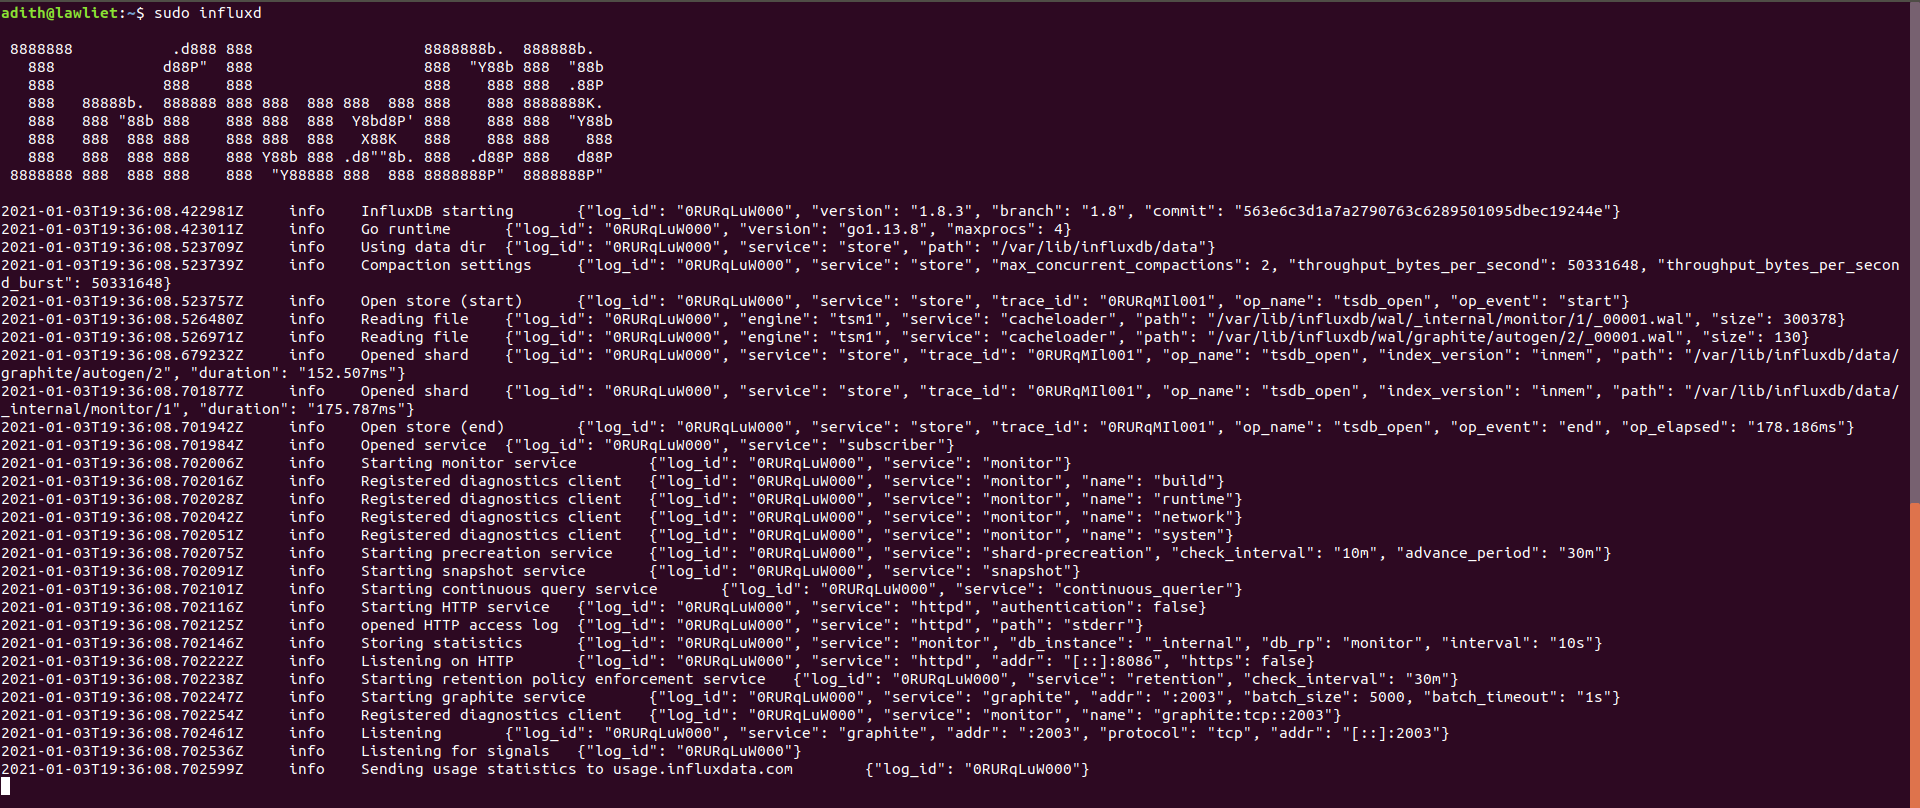 adith@lawliet:~$ sudo influxd

 8888888           .d888 888                   8888888b.  888888b.
   888            d88P"  888                   888  "Y88b 888  "88b
   888            888    888                   888    888 888  .88P
   888   88888b.  888888 888 888  888 888  888 888    888 8888888K.
   888   888 "88b 888    888 888  888  Y8bd8P' 888    888 888  "Y88b
   888   888  888 888    888 888  888   X88K   888    888 888    888
   888   888  888 888    888 Y88b 888 .d8""8b. 888  .d88P 888   d88P
 8888888 888  888 888    888  "Y88888 888  888 8888888P"  8888888P"

2021-01-03T19:36:08.422981Z     info    InfluxDB starting       {"log_id": "0RURqLuW000", "version": "1.8.3", "branch": "1.8", "commit": "563e6c3d1a7a2790763c6289501095dbec19244e"}
2021-01-03T19:36:08.423011Z     info    Go runtime      {"log_id": "0RURqLuW000", "version": "go1.13.8", "maxprocs": 4}
2021-01-03T19:36:08.523709Z     info    Using data dir  {"log_id": "0RURqLuW000", "service": "store", "path": "/var/lib/influxdb/data"}
2021-01-03T19:36:08.523739Z     info    Compaction settings     {"log_id": "0RURqLuW000", "service": "store", "max_concurrent_compactions": 2, "throughput_bytes_per_second": 50331648, "throughput_bytes_per_secon
d_burst": 50331648}
2021-01-03T19:36:08.523757Z     info    Open store (start)      {"log_id": "0RURqLuW000", "service": "store", "trace_id": "0RURqMIl001", "op_name": "tsdb_open", "op_event": "start"}
2021-01-03T19:36:08.526480Z     info    Reading file    {"log_id": "0RURqLuW000", "engine": "tsm1", "service": "cacheloader", "path": "/var/lib/influxdb/wal/_internal/monitor/1/_00001.wal", "size": 300378}
2021-01-03T19:36:08.526971Z     info    Reading file    {"log_id": "0RURqLuW000", "engine": "tsm1", "service": "cacheloader", "path": "/var/lib/influxdb/wal/graphite/autogen/2/_00001.wal", "size": 130}
2021-01-03T19:36:08.679232Z     info    Opened shard    {"log_id": "0RURqLuW000", "service": "store", "trace_id": "0RURqMIl001", "op_name": "tsdb_open", "index_version": "inmem", "path": "/var/lib/influxdb/data/
graphite/autogen/2", "duration": "152.507ms"}
2021-01-03T19:36:08.701877Z     info    Opened shard    {"log_id": "0RURqLuW000", "service": "store", "trace_id": "0RURqMIl001", "op_name": "tsdb_open", "index_version": "inmem", "path": "/var/lib/influxdb/data/
_internal/monitor/1", "duration": "175.787ms"}
2021-01-03T19:36:08.701942Z     info    Open store (end)        {"log_id": "0RURqLuW000", "service": "store", "trace_id": "0RURqMIl001", "op_name": "tsdb_open", "op_event": "end", "op_elapsed": "178.186ms"}
2021-01-03T19:36:08.701984Z     info    Opened service  {"log_id": "0RURqLuW000", "service": "subscriber"}
2021-01-03T19:36:08.702006Z     info    Starting monitor service        {"log_id": "0RURqLuW000", "service": "monitor"}
2021-01-03T19:36:08.702016Z     info    Registered diagnostics client   {"log_id": "0RURqLuW000", "service": "monitor", "name": "build"}
2021-01-03T19:36:08.702028Z     info    Registered diagnostics client   {"log_id": "0RURqLuW000", "service": "monitor", "name": "runtime"}
2021-01-03T19:36:08.702042Z     info    Registered diagnostics client   {"log_id": "0RURqLuW000", "service": "monitor", "name": "network"}
2021-01-03T19:36:08.702051Z     info    Registered diagnostics client   {"log_id": "0RURqLuW000", "service": "monitor", "name": "system"}
2021-01-03T19:36:08.702075Z     info    Starting precreation service    {"log_id": "0RURqLuW000", "service": "shard-precreation", "check_interval": "10m", "advance_period": "30m"}
2021-01-03T19:36:08.702091Z     info    Starting snapshot service       {"log_id": "0RURqLuW000", "service": "snapshot"}
2021-01-03T19:36:08.702101Z     info    Starting continuous query service       {"log_id": "0RURqLuW000", "service": "continuous_querier"}
2021-01-03T19:36:08.702116Z     info    Starting HTTP service   {"log_id": "0RURqLuW000", "service": "httpd", "authentication": false}
2021-01-03T19:36:08.702125Z     info    opened HTTP access log  {"log_id": "0RURqLuW000", "service": "httpd", "path": "stderr"}
2021-01-03T19:36:08.702146Z     info    Storing statistics      {"log_id": "0RURqLuW000", "service": "monitor", "db_instance": "_internal", "db_rp": "monitor", "interval": "10s"}
2021-01-03T19:36:08.702222Z     info    Listening on HTTP       {"log_id": "0RURqLuW000", "service": "httpd", "addr": "[::]:8086", "https": false}
2021-01-03T19:36:08.702238Z     info    Starting retention policy enforcement service   {"log_id": "0RURqLuW000", "service": "retention", "check_interval": "30m"}
2021-01-03T19:36:08.702247Z     info    Starting graphite service       {"log_id": "0RURqLuW000", "service": "graphite", "addr": ":2003", "batch_size": 5000, "batch_timeout": "1s"}
2021-01-03T19:36:08.702254Z     info    Registered diagnostics client   {"log_id": "0RURqLuW000", "service": "monitor", "name": "graphite:tcp::2003"}
2021-01-03T19:36:08.702461Z     info    Listening       {"log_id": "0RURqLuW000", "service": "graphite", "addr": ":2003", "protocol": "tcp", "addr": "[::]:2003"}
2021-01-03T19:36:08.702536Z     info    Listening for signals   {"log_id": "0RURqLuW000"}
2021-01-03T19:36:08.702599Z     info    Sending usage statistics to usage.influxdata.com        {"log_id": "0RURqLuW000"}